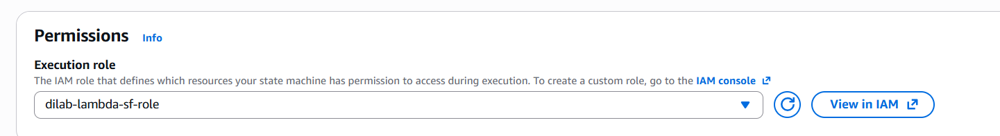 Permissions Info
Execution role
The IAM role that defines which resources your state machine has permission to access during execution. To create a custom role, go to the IAM console
dilab-lambda-sf-role
View in IAM